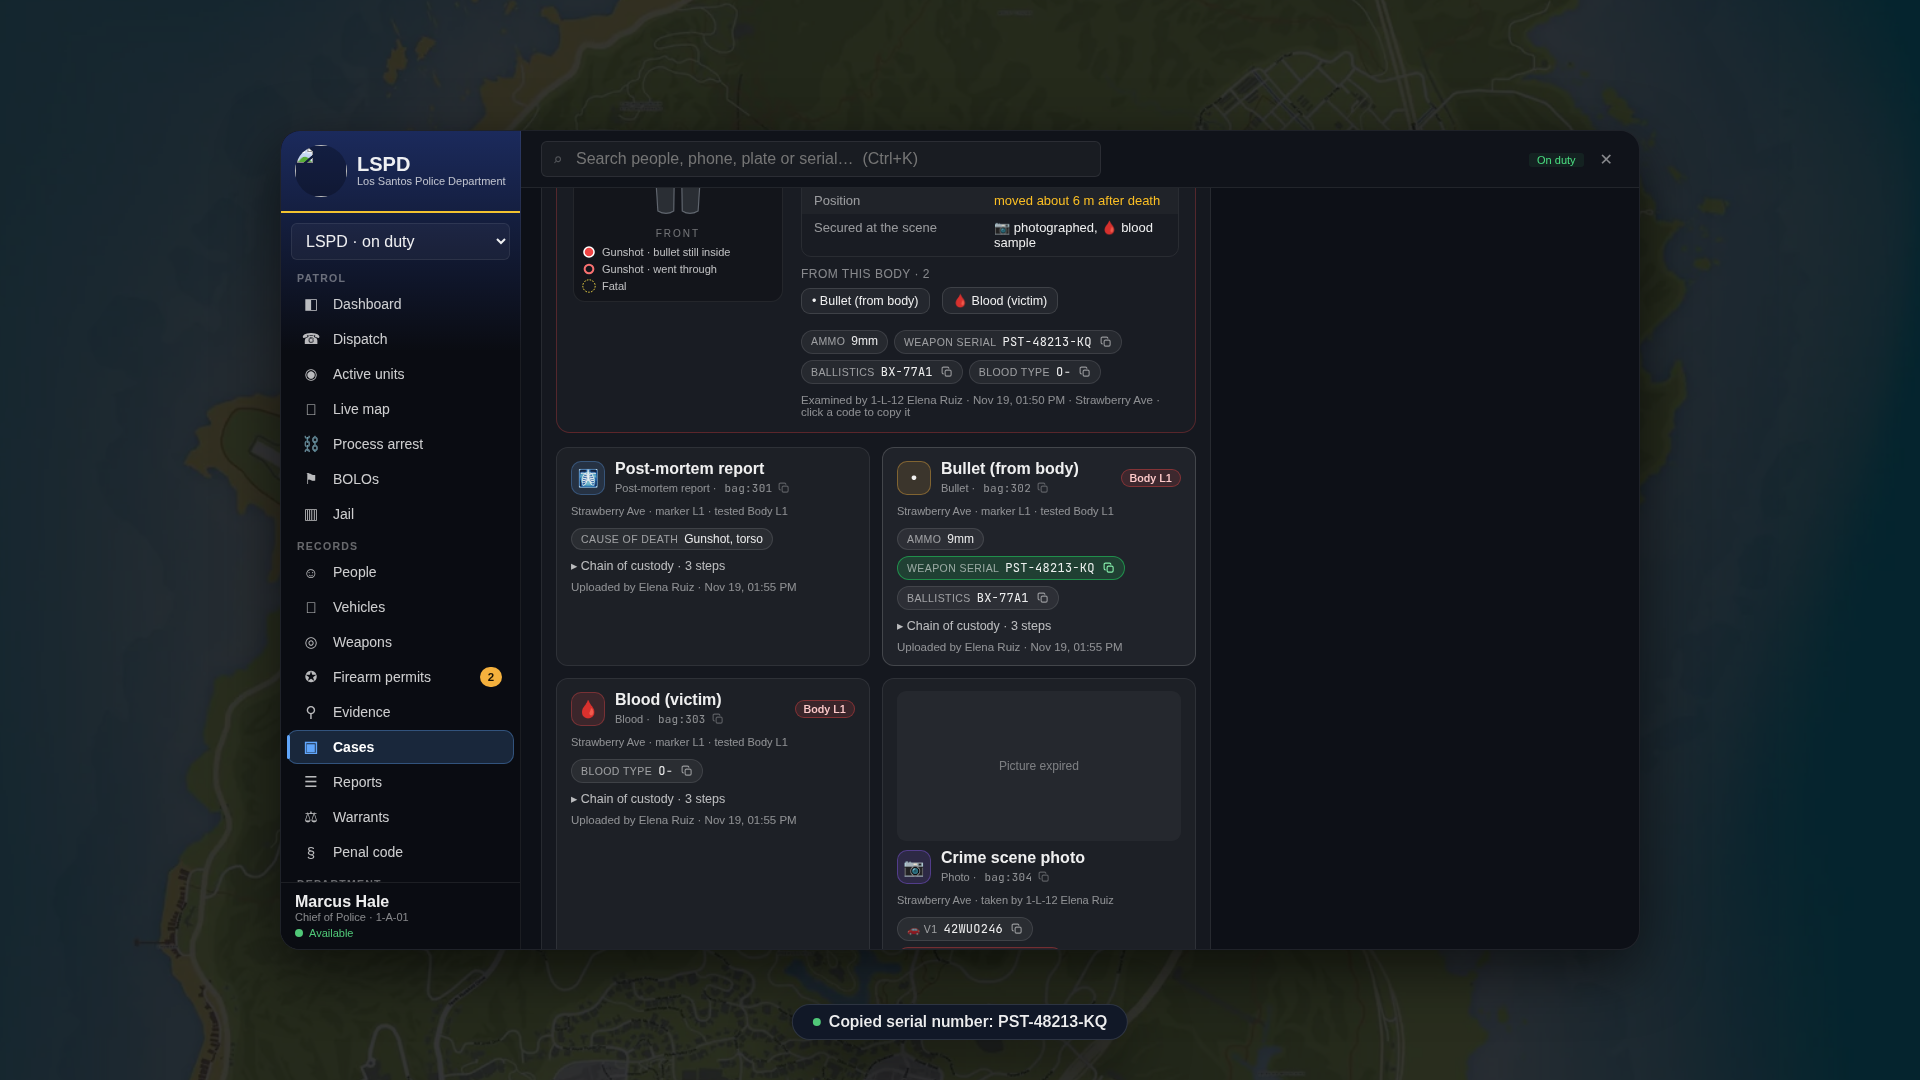 LSPD
Los Santos Police Department
LSPD · on duty
PATROL
Dashboard
Dispatch
Active units
Live map
Process arrest
BOLOs
Jail
RECORDS
People
Vehicles
Weapons
Firearm permits 2
Evidence
Cases
Reports
Warrants
§ Penal code
DEPARTMENT
Marcus Hale
Chief of Police · 1-A-01
Available
Search people, phone, plate or serial… (Ctrl+K)
On duty
FRONT
Gunshot · bullet still inside
Gunshot · went through
Fatal
Position moved about 6 m after death
Secured at the scene 📷 photographed, 🩸 blood
sample
FROM THIS BODY · 2
• Bullet (from body) 🩸 Blood (victim)
AMMO 9mm WEAPON SERIAL PST-48213-KQ
BALLISTICS BX-77A1 BLOOD TYPE O-
Examined by 1-L-12 Elena Ruiz · Nov 19, 01:50 PM · Strawberry Ave ·
click a code to copy it
Post-mortem report
Post-mortem report · bag:301
Strawberry Ave · marker L1 · tested Body L1
CAUSE OF DEATH Gunshot, torso
▸ Chain of custody · 3 steps
Uploaded by Elena Ruiz · Nov 19, 01:55 PM
Bullet (from body)
Bullet · bag:302
Body L1
Strawberry Ave · marker L1 · tested Body L1
AMMO 9mm
WEAPON SERIAL PST-48213-KQ
BALLISTICS BX-77A1
▸ Chain of custody · 3 steps
Uploaded by Elena Ruiz · Nov 19, 01:55 PM
Blood (victim)
Blood · bag:303
Body L1
Strawberry Ave · marker L1 · tested Body L1
BLOOD TYPE O-
▸ Chain of custody · 3 steps
Uploaded by Elena Ruiz · Nov 19, 01:55 PM
Picture expired
Crime scene photo
Photo · bag:304
Strawberry Ave · taken by 1-L-12 Elena Ruiz
🚗 V1 42WUO246
Copied serial number: PST-48213-KQ